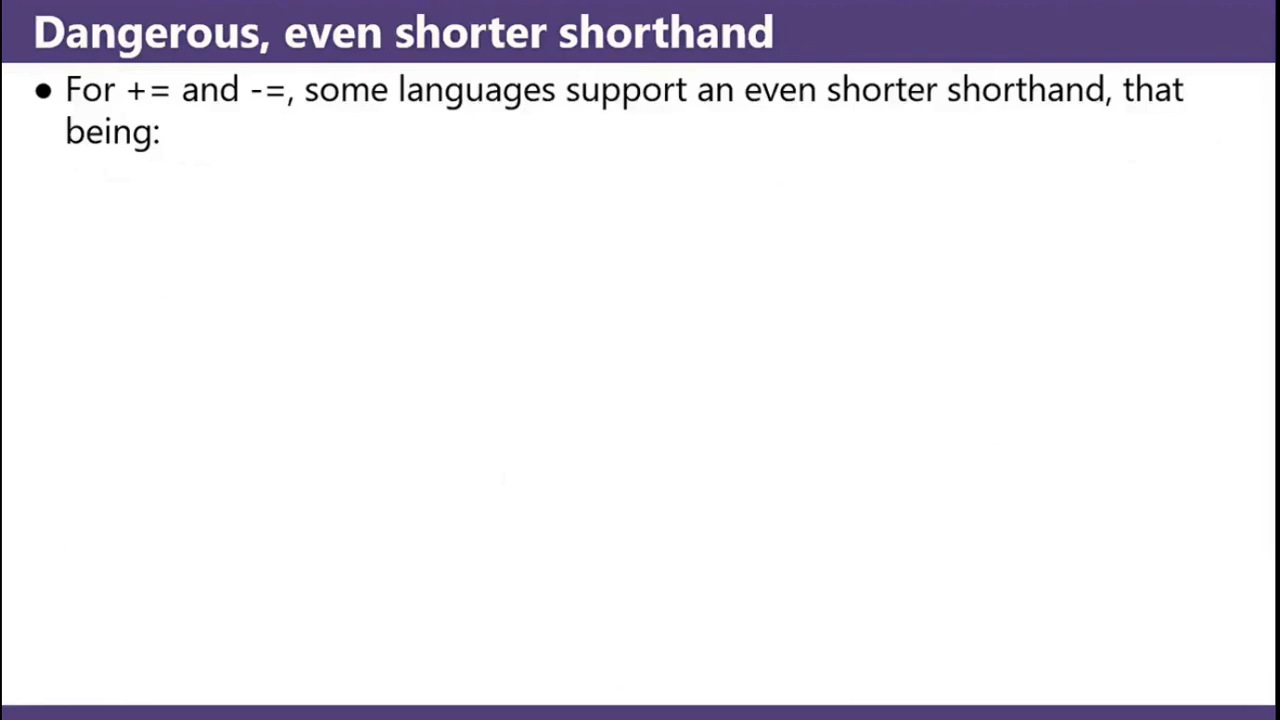 Dangerous, even shorter shorthand
● For += and -=, some languages support an even shorter shorthand, that
being: